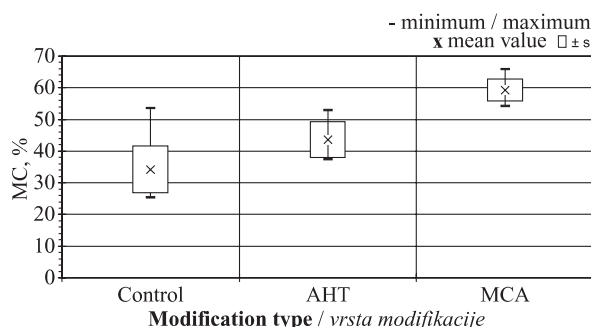 - minimum / maximum
x mean value □ ± s
70
60
50
40
30
20
10
0
MC, %
Control AHT MCA
Modification type / vrsta modifikacije